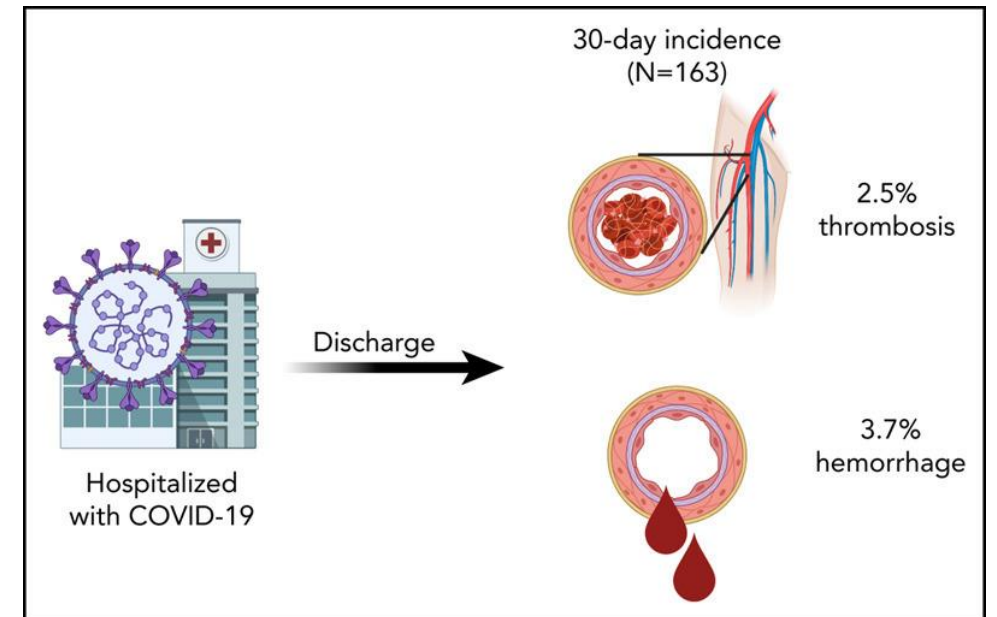 30-day incidence
(N=163)
2.5%
thrombosis
Discharge
3.7%
hemorrhage
Hospitalized
with COVID-19